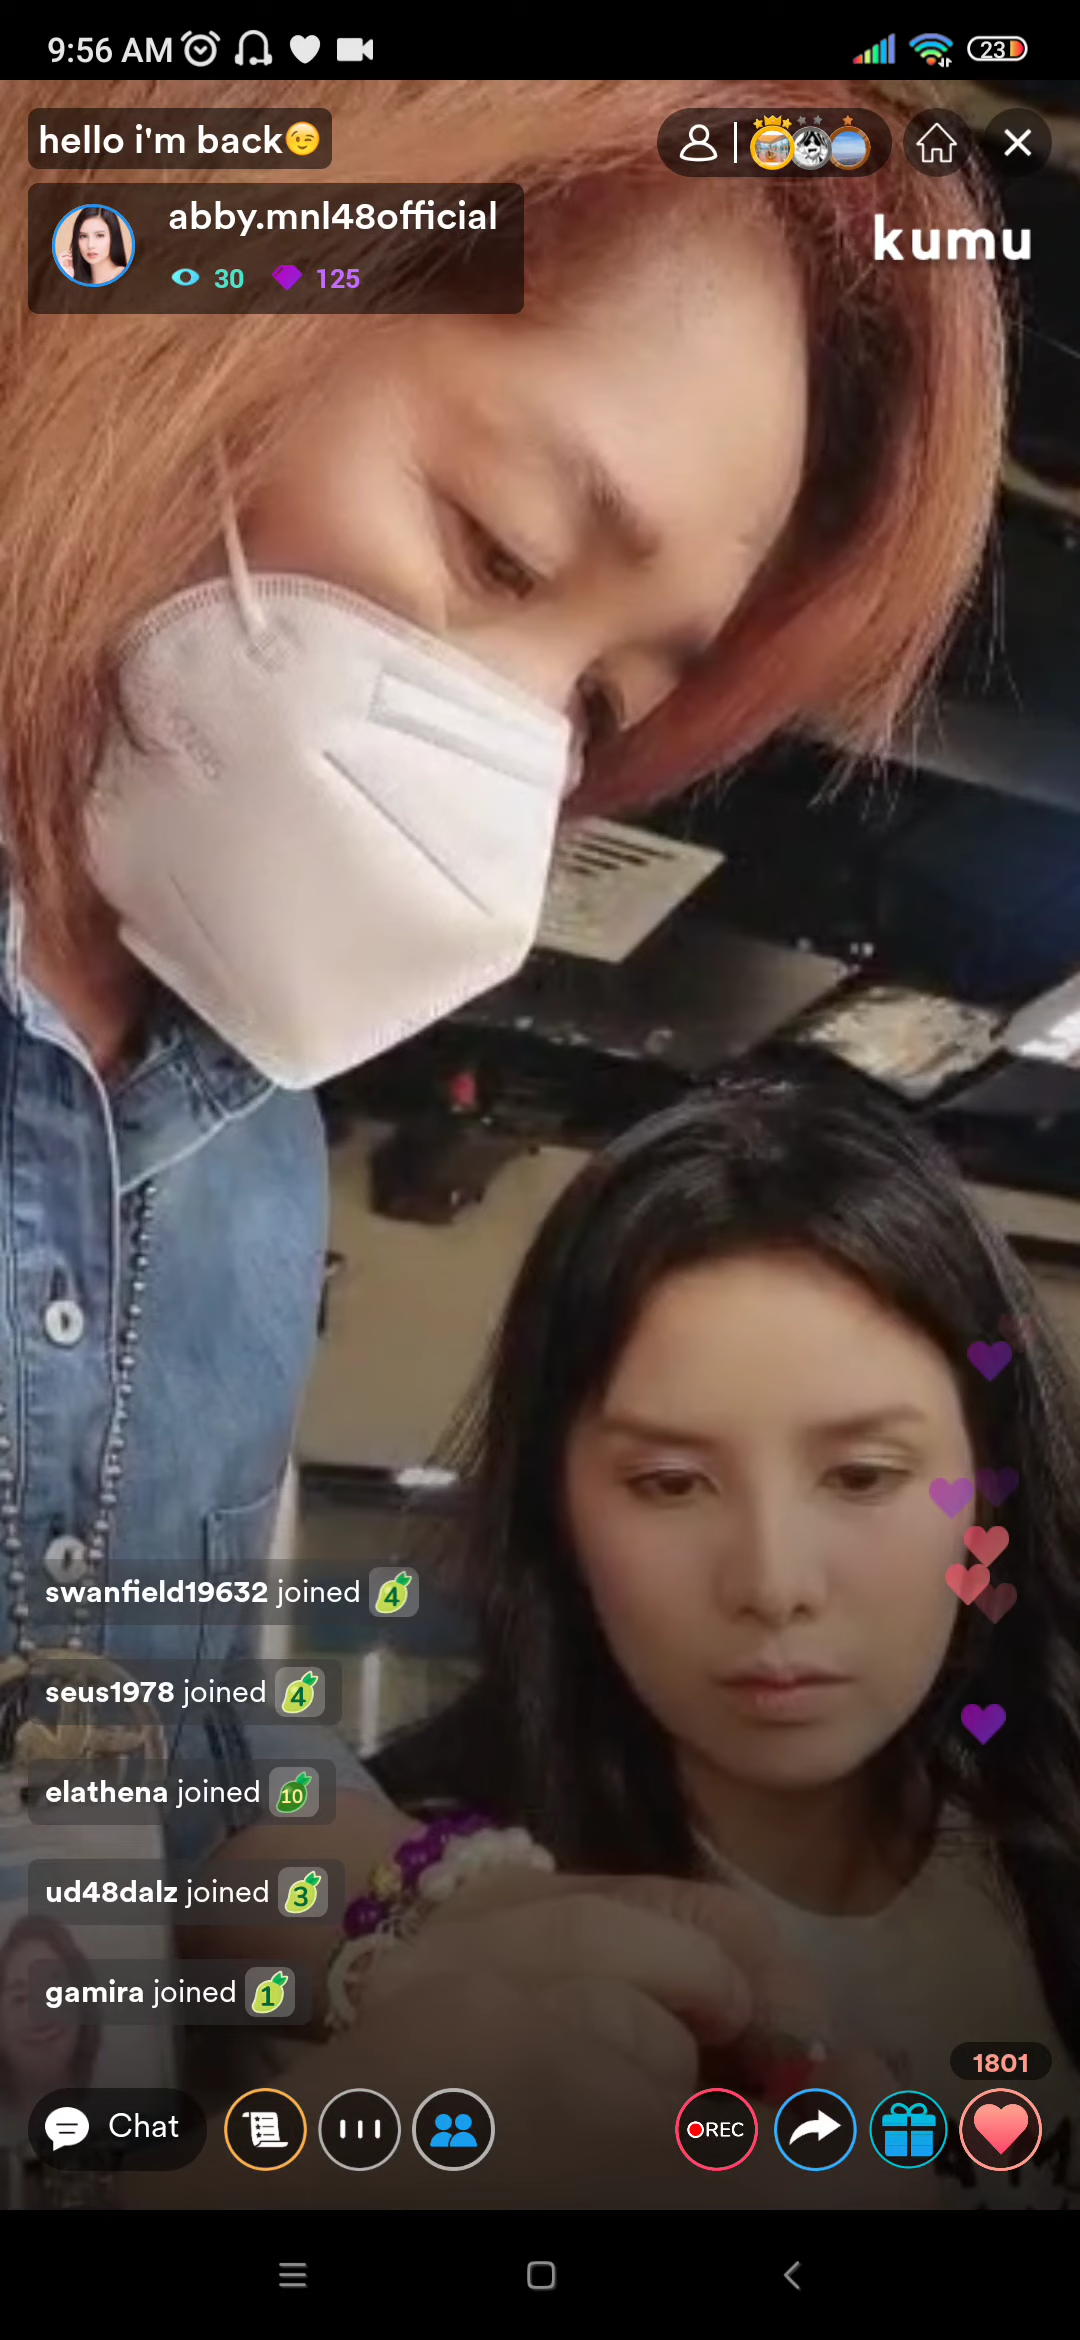 9:56 AM
23
hello i'm back😉
abby.mnl48official
30 125
kumu
swanfield19632 joined 4
seus1978 joined 4
elathena joined 10
ud48dalz joined 3
gamira joined 1
1801
Chat
REC